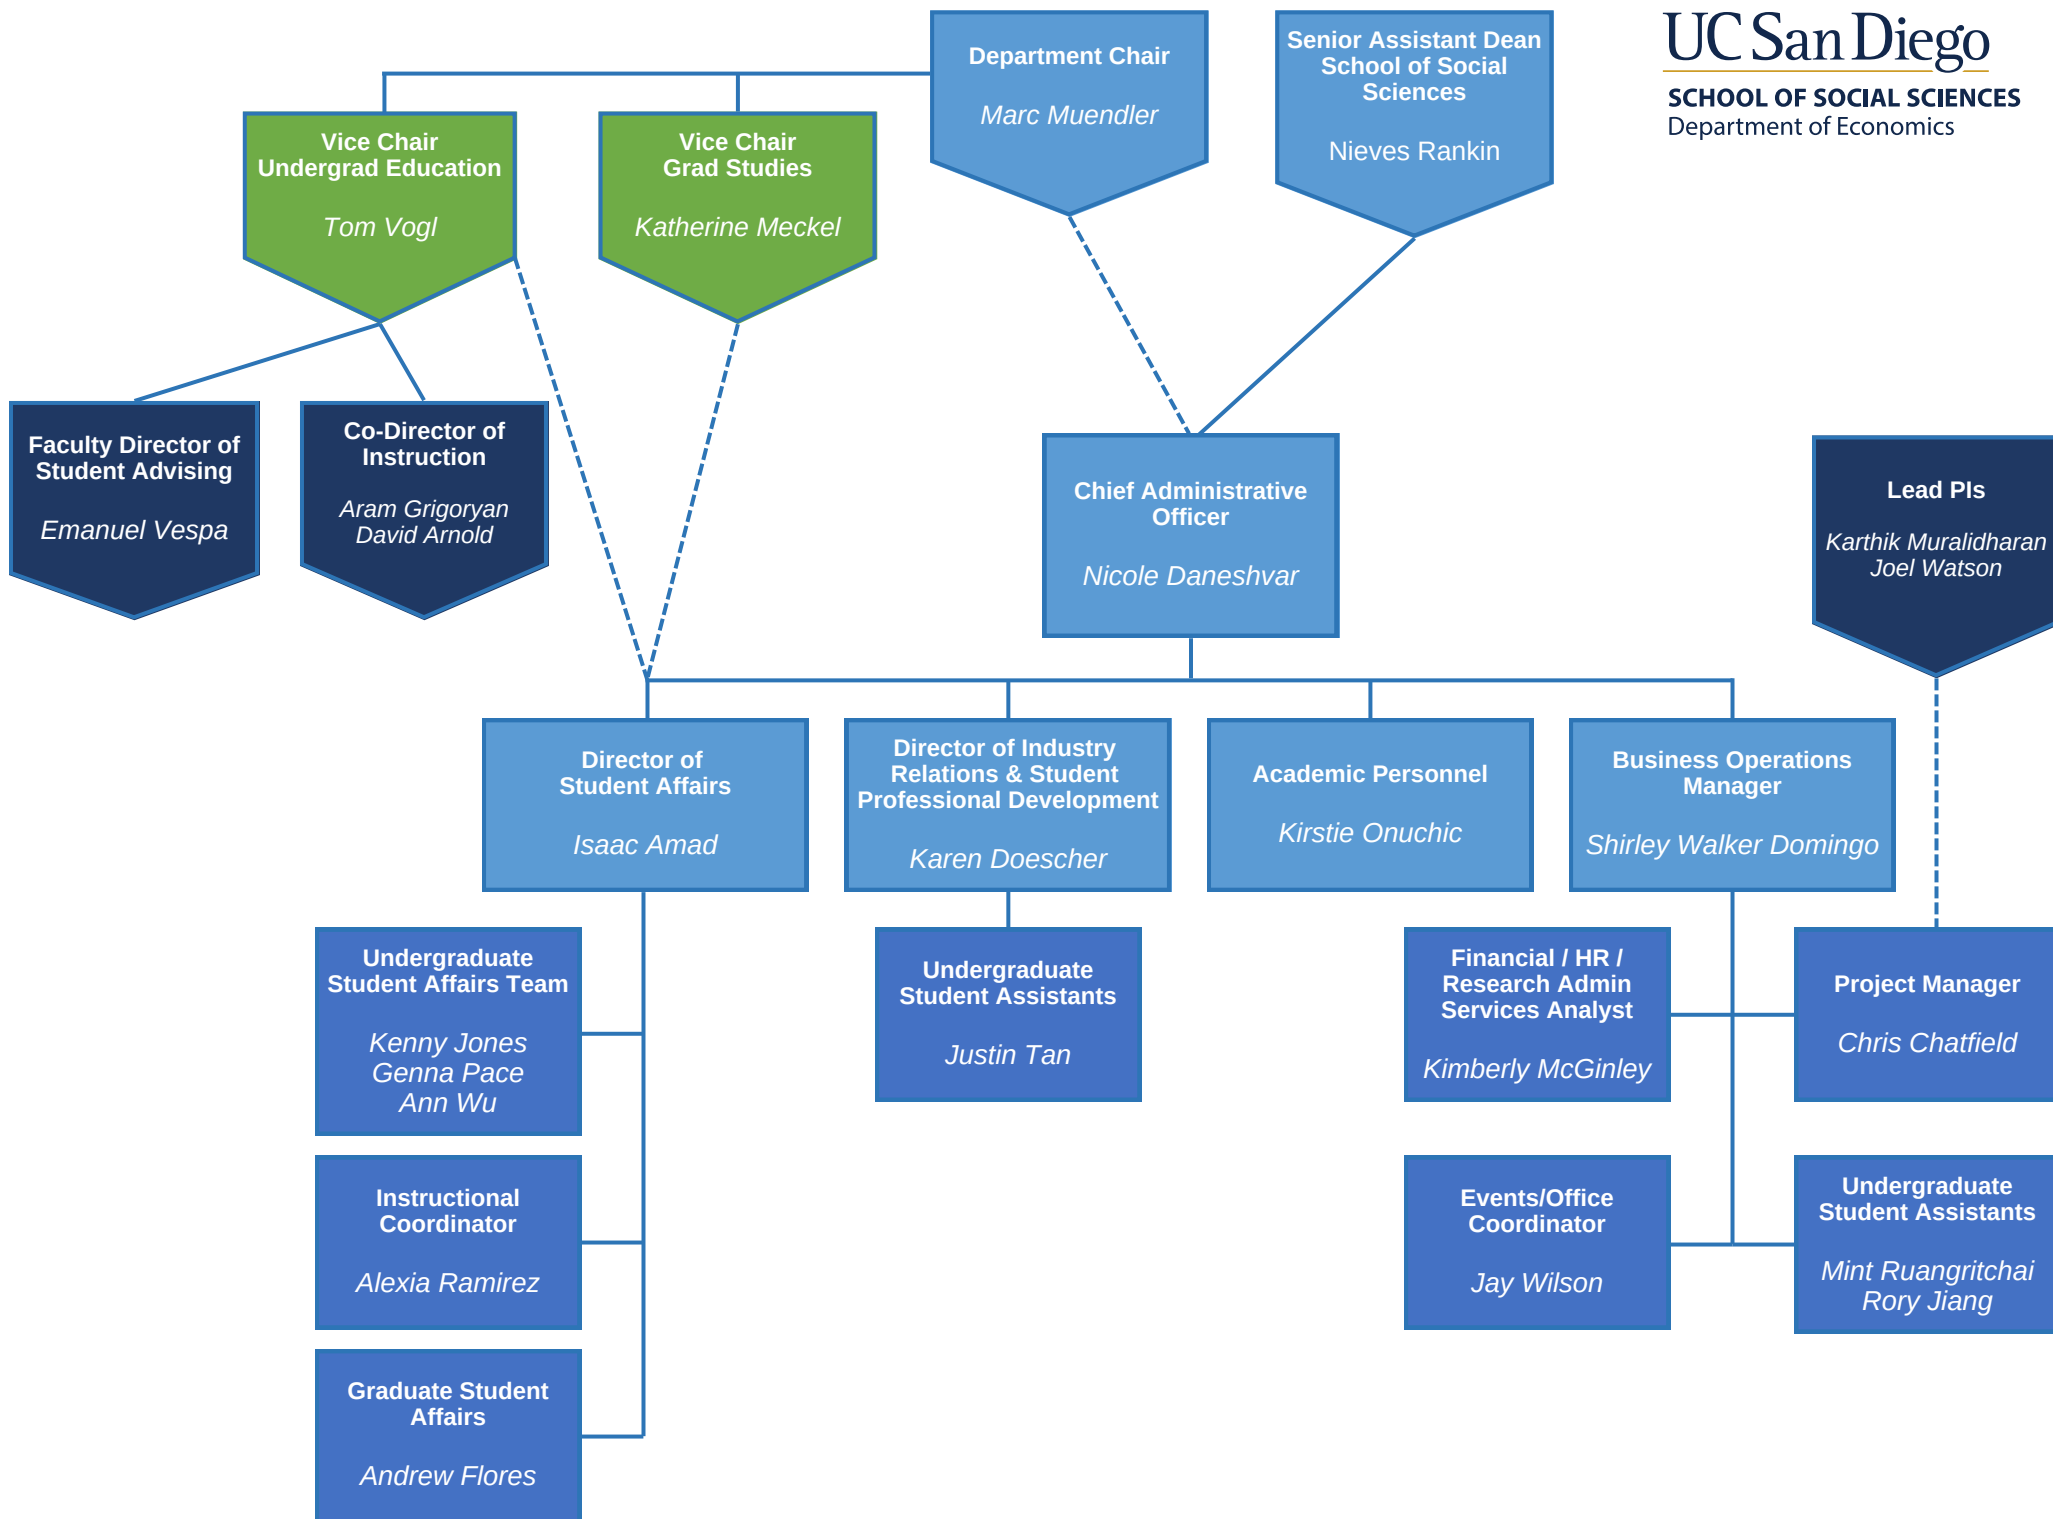 UC San Diego
SCHOOL OF SOCIAL SCIENCES
Department of Economics
Department Chair
Marc Muendler
Senior Assistant Dean
School of Social
Sciences
Nieves Rankin
Vice Chair
Undergrad Education
Tom Vogl
Vice Chair
Grad Studies
Katherine Meckel
Faculty Director of
Student Advising
Emanuel Vespa
Co-Director of
Instruction
Aram Grigoryan
David Arnold
Chief Administrative
Officer
Nicole Daneshvar
Lead PIs
Karthik Muralidharan
Joel Watson
Director of
Student Affairs
Isaac Amad
Director of Industry
Relations & Student
Professional Development
Karen Doescher
Academic Personnel
Kirstie Onuchic
Business Operations
Manager
Shirley Walker Domingo
Undergraduate
Student Affairs Team
Kenny Jones
Genna Pace
Ann Wu
Undergraduate
Student Assistants
Justin Tan
Financial / HR /
Research Admin
Services Analyst
Kimberly McGinley
Project Manager
Chris Chatfield
Instructional
Coordinator
Alexia Ramirez
Events/Office
Coordinator
Jay Wilson
Undergraduate
Student Assistants
Mint Ruangritchai
Rory Jiang
Graduate Student
Affairs
Andrew Flores